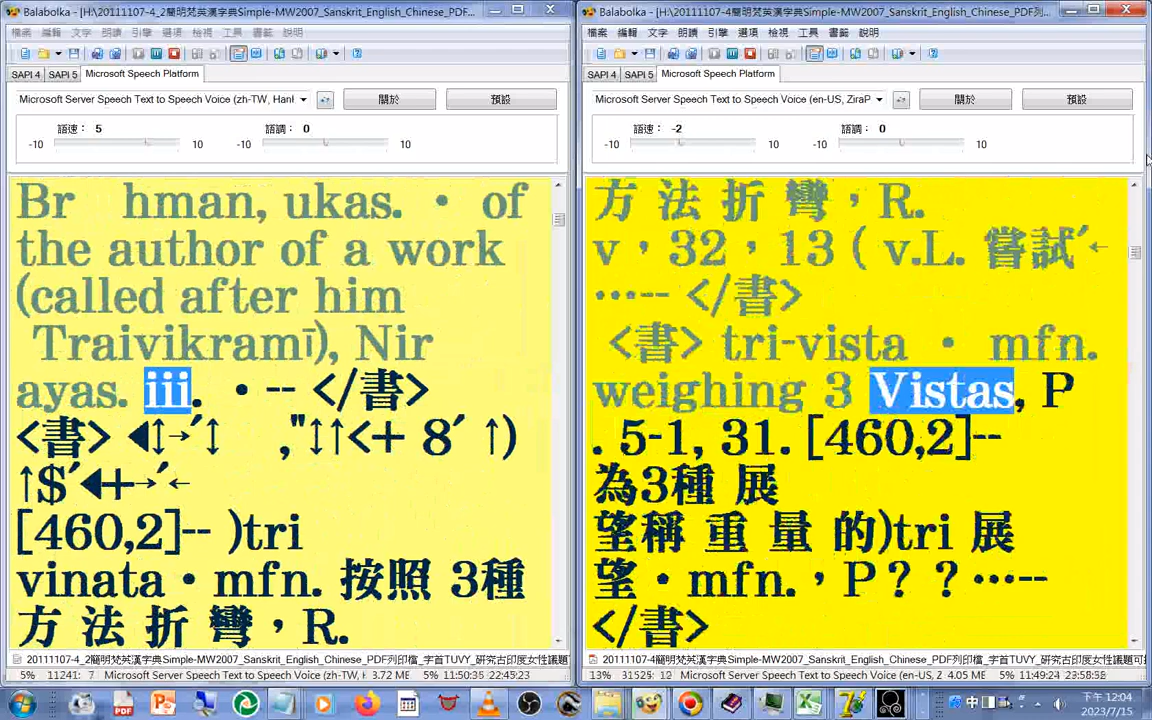 Balabolka - [H:\20111107-4_2簡明梵英漢字典Simple-MW2007_Sanskrit_English_Chinese_PDF...
檔案 編輯 文字 朗讀 引擎 選項 檢視 工具 書籤 說明
SAPI 4 SAPI 5 Microsoft Speech Platform
Microsoft Server Speech Text to Speech Voice (zh-TW, Hanl 關於 預設
語速： 5 語調： 0
-10 10 -10 10
Br hman, ukas. • of
the author of a work
(called after him
Traivikramī), Nir
ayas. iii. • -- </書>
<書> ◀↕→′↕ ,"↕↑<+ 8′ ↑)
↑$′◀+→′←
[460,2]-- )tri
vinata • mfn. 按照 3種
方 法 折 彎，R.
20111107-4_2簡明梵英漢字典Simple-MW2007_Sanskrit_English_Chinese_PDF列印檔_字首TUVY_研究古印度女性議題
5% 11241: 7 Microsoft Server Speech Text to Speech Voice (zh-TW, H 3.72 MB 5% 11:50:35 22:45:23
Balabolka - [H:\20111107-4簡明梵英漢字典Simple-MW2007_Sanskrit_English_Chinese_PDF列...
檔案 編輯 文字 朗讀 引擎 選項 檢視 工具 書籤 說明
SAPI 4 SAPI 5 Microsoft Speech Platform
Microsoft Server Speech Text to Speech Voice (en-US, ZiraP 關於 預設
語速： -2 語調： 0
-10 10 -10 10
方 法 折 彎，R.
v，32，13 ( v.L. 嘗試′←
…-- </書>
<書> tri-vista • mfn.
weighing 3 Vistas, P
. 5-1, 31. [460,2]--
為3種 展
望稱 重 量 的)tri 展
望 • mfn.，P？？…--
</書>
20111107-4簡明梵英漢字典Simple-MW2007_Sanskrit_English_Chinese_PDF列印檔_字首TUVY_研究古印度女性議題可
13% 31525: 12 Microsoft Server Speech Text to Speech Voice (en-US, Z 4.05 MB 5% 11:49:24 23:58:38
中
下午 12:04
2023/7/15